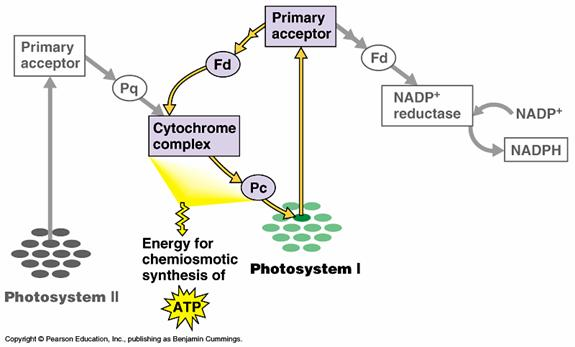 Primary
acceptor
Pq
Photosystem II
Primary
acceptor
Fd
Cytochrome
complex
Pc
Energy for
chemiosmotic
synthesis of
ATP
Photosystem I
Fd
NADP+
reductase
NADP+
NADPH
Copyright © Pearson Education, Inc., publishing as Benjamin Cummings.